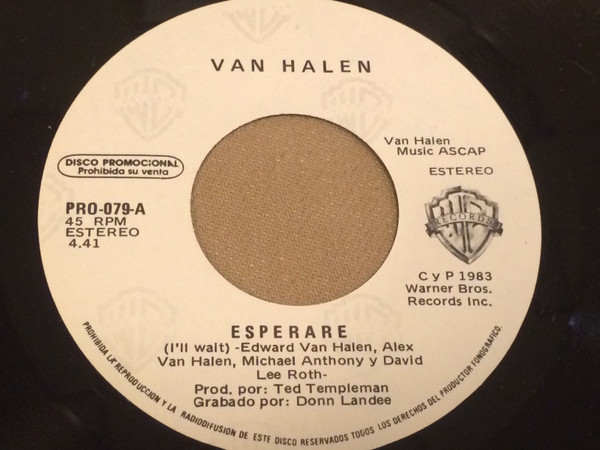 VAN HALEN
DISCO PROMOCIONAL
Prohibida su venta
PRO-079-A
45 RPM
ESTEREO
4.41
Van Halen
Music ASCAP
ESTEREO
RECORDS
C y P 1983
Warner Bros.
Records Inc.
ESPERARE
(I'll wait) -Edward Van Halen, Alex
Van Halen, Michael Anthony y David
Lee Roth-
Prod. por: Ted Templeman
Grabado por: Donn Landee
PROHIBIDA LA REPRODUCCION Y LA RADIODIFUSION DE ESTE DISCO RESERVADOS TODOS LOS DERECHOS DEL PRODUCTOR FONOGRAFICO.